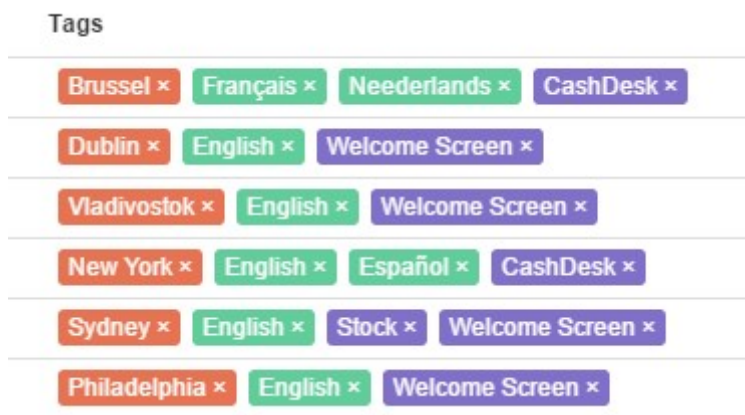 Tags
Brussel × Français × Neederlands × CashDesk ×
Dublin × English × Welcome Screen ×
Vladivostok × English × Welcome Screen ×
New York × English × Español × CashDesk ×
Sydney × English × Stock × Welcome Screen ×
Philadelphia × English × Welcome Screen ×